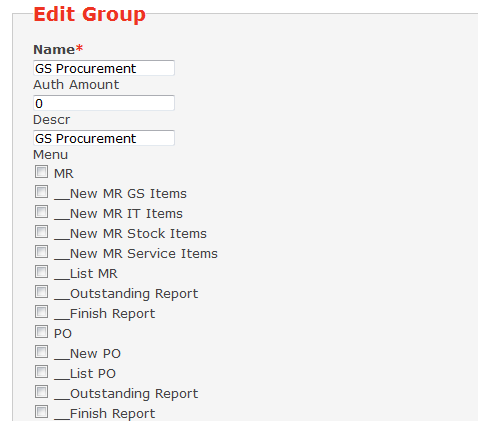 Edit Group
Name*
GS Procurement
Auth Amount
0
Descr
GS Procurement
Menu
MR
__New MR GS Items
__New MR IT Items
__New MR Stock Items
__New MR Service Items
__List MR
__Outstanding Report
__Finish Report
PO
__New PO
__List PO
__Outstanding Report
__Finish Report